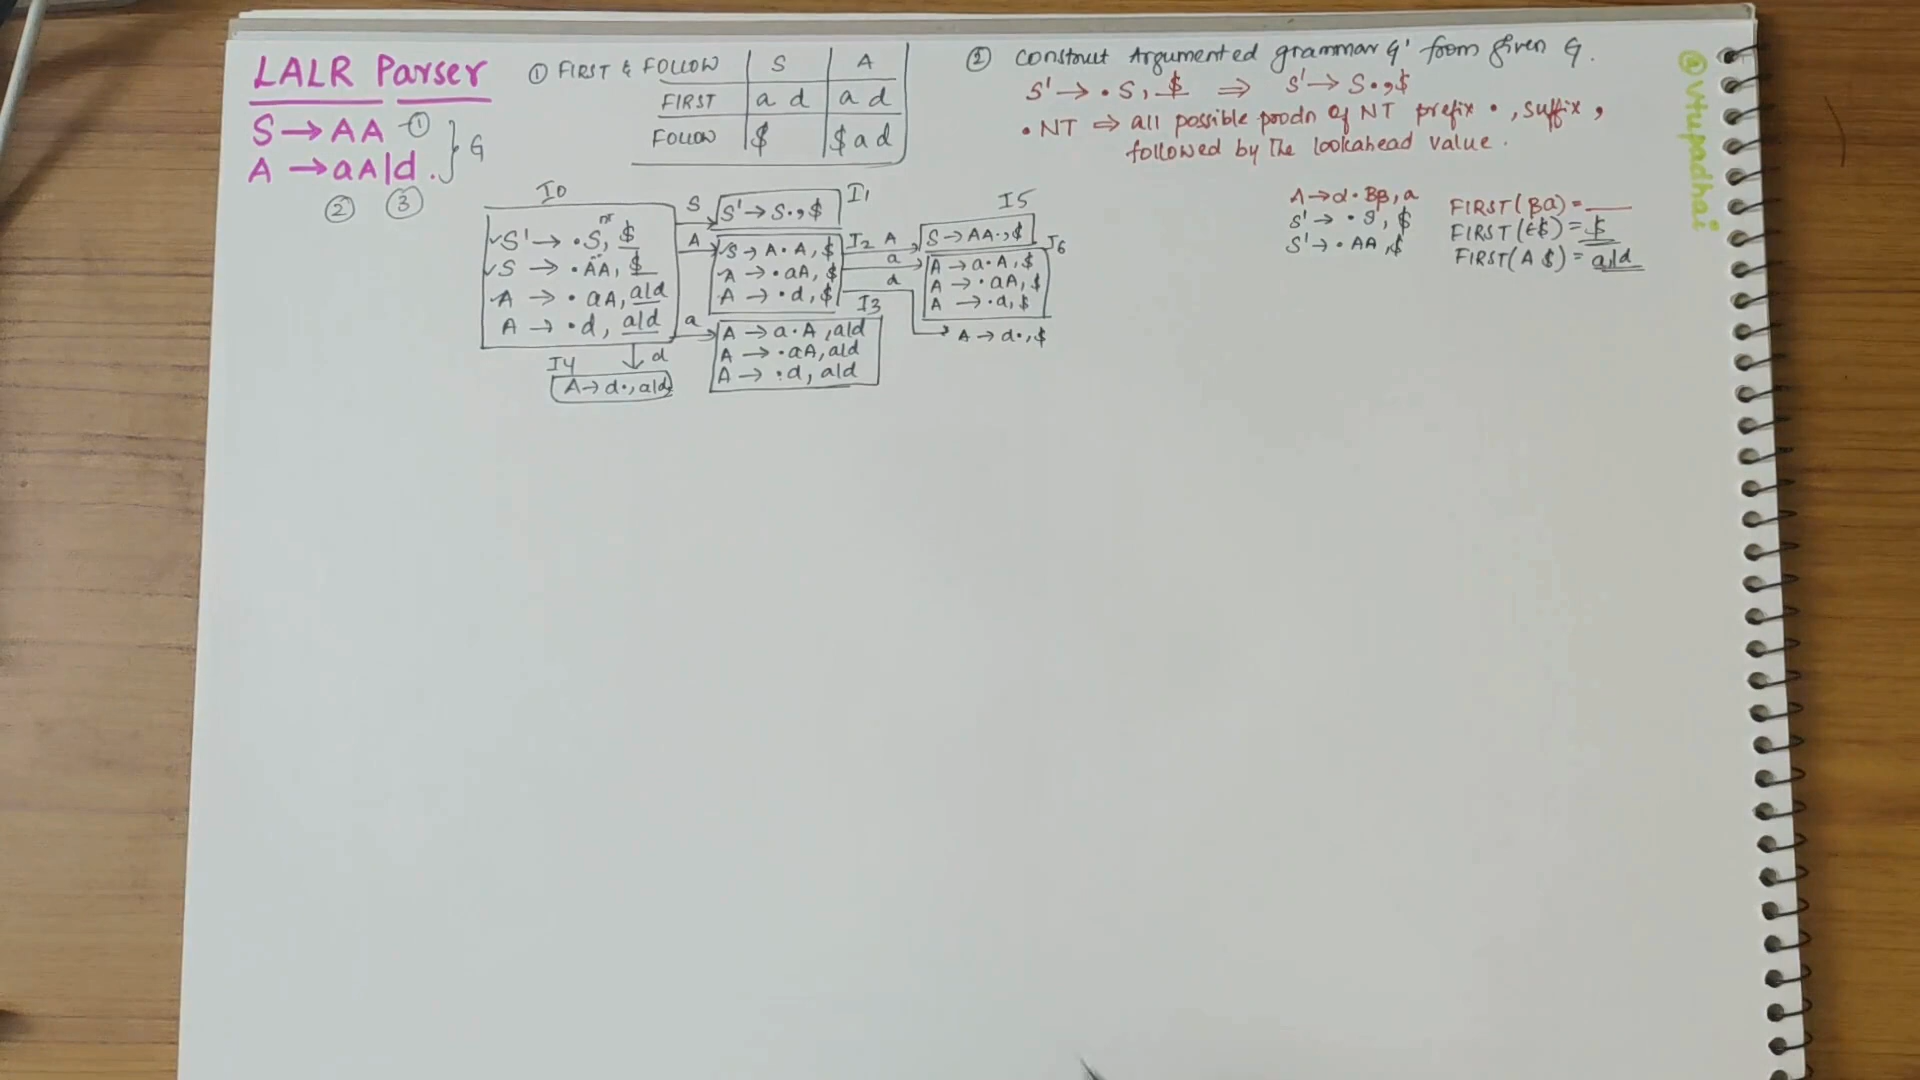 LALR Parser
S → AA - ①
A → aA|d. } G
② ③
① FIRST & FOLLOW | S | A
FIRST | a d | a d
FOLLOW | $ | $ a d
② Construct Argumented grammar G' from given G.
S' → •S, $ ⇒ S' → S•,$
• NT ⇒ all possible prodn of NT prefix •, suffix ,
followed by the lookahead value.
@vtupadhai
I0
S' → •S, $
S → •AA, $
A → •aA, a|d
A → •d, a|d
S
S' → S•,$ I1
A
S → A•A, $ I2
A → •aA, $
A → •d, $
a
I3
A → a•A, a|d
A → •aA, a|d
A → •d, a|d
d
I4
A → d•, a|d
I5
A
S → AA•,$
a
I6
A → a•A, $
A → •aA, $
A → •d, $
d
A → d•, $
A → d•Bβ, a
S' → •S, $
S' → •AA, $
FIRST(βa) = ___
FIRST(ε$) = $
FIRST(A $) = a|d